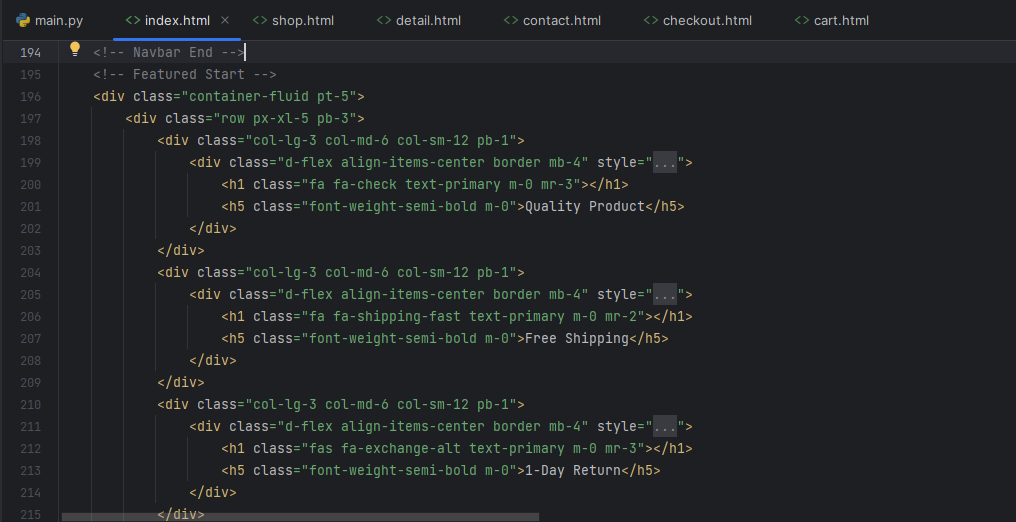 main.py index.html shop.html detail.html contact.html checkout.html cart.html
194 <!-- Navbar End -->
195 <!-- Featured Start -->
196 <div class="container-fluid pt-5">
197 <div class="row px-xl-5 pb-3">
198 <div class="col-lg-3 col-md-6 col-sm-12 pb-1">
199 <div class="d-flex align-items-center border mb-4" style="...">
200 <h1 class="fa fa-check text-primary m-0 mr-3"></h1>
201 <h5 class="font-weight-semi-bold m-0">Quality Product</h5>
202 </div>
203 </div>
204 <div class="col-lg-3 col-md-6 col-sm-12 pb-1">
205 <div class="d-flex align-items-center border mb-4" style="...">
206 <h1 class="fa fa-shipping-fast text-primary m-0 mr-2"></h1>
207 <h5 class="font-weight-semi-bold m-0">Free Shipping</h5>
208 </div>
209 </div>
210 <div class="col-lg-3 col-md-6 col-sm-12 pb-1">
211 <div class="d-flex align-items-center border mb-4" style="...">
212 <h1 class="fas fa-exchange-alt text-primary m-0 mr-3"></h1>
213 <h5 class="font-weight-semi-bold m-0">1-Day Return</h5>
214 </div>
215 </div>